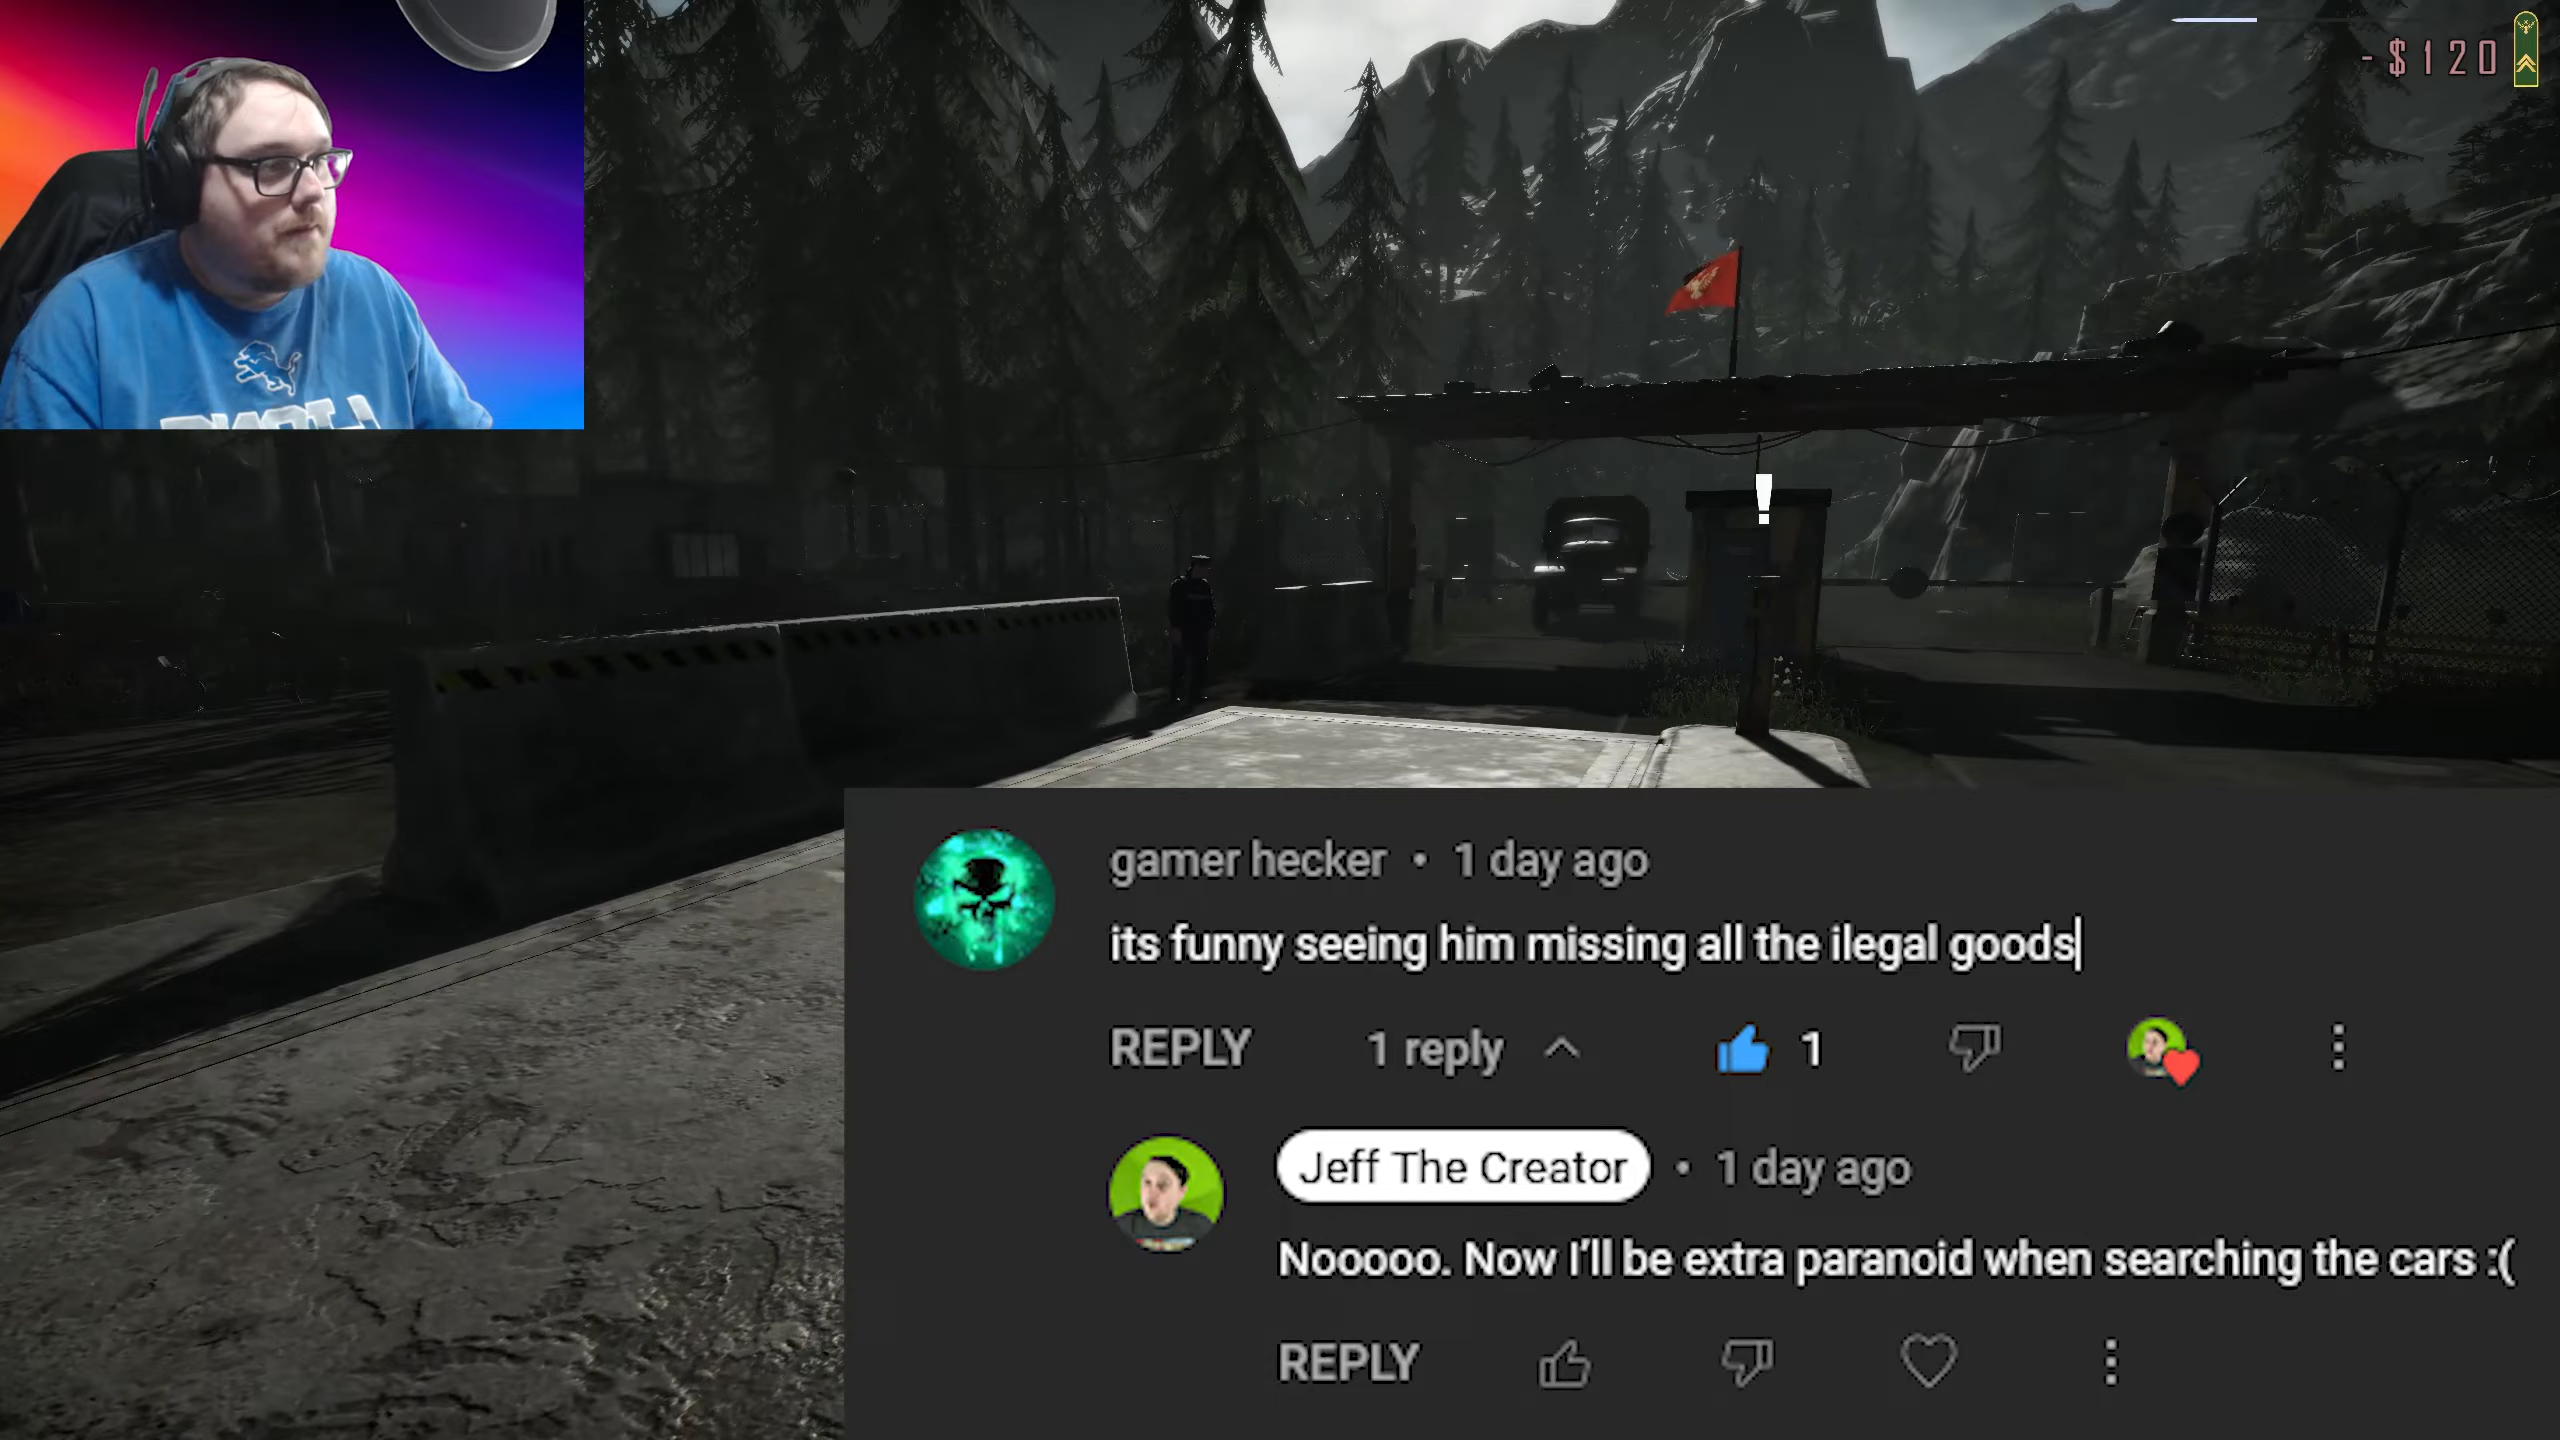 -$120
!
gamer hecker • 1 day ago
its funny seeing him missing all the ilegal goods
REPLY 1 reply 1
Jeff The Creator • 1 day ago
Nooooo. Now I'll be extra paranoid when searching the cars :(
REPLY